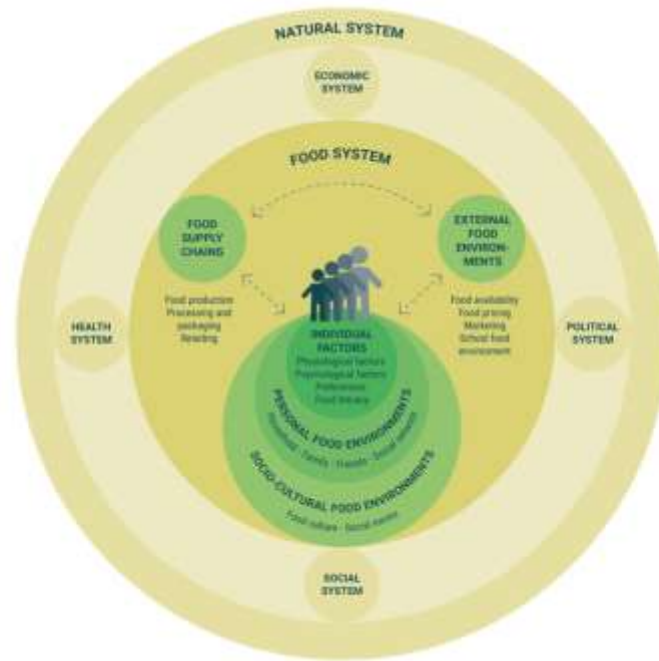 NATURAL SYSTEM
ECONOMIC
SYSTEM
FOOD SYSTEM
FOOD
SUPPLY
CHAINS
EXTERNAL
FOOD
ENVIRON-
MENTS
Food production
Processing and
packaging
Retailing
Food availability
Food pricing
Marketing
School food
environment
HEALTH
SYSTEM
POLITICAL
SYSTEM
INDIVIDUAL
FACTORS
Physiological factors
Psychological factors
Preferences
Food literacy
PERSONAL FOOD ENVIRONMENTS
Household - Family - Friends - Social networks
SOCIO-CULTURAL FOOD ENVIRONMENTS
Food culture - Social norms
SOCIAL
SYSTEM